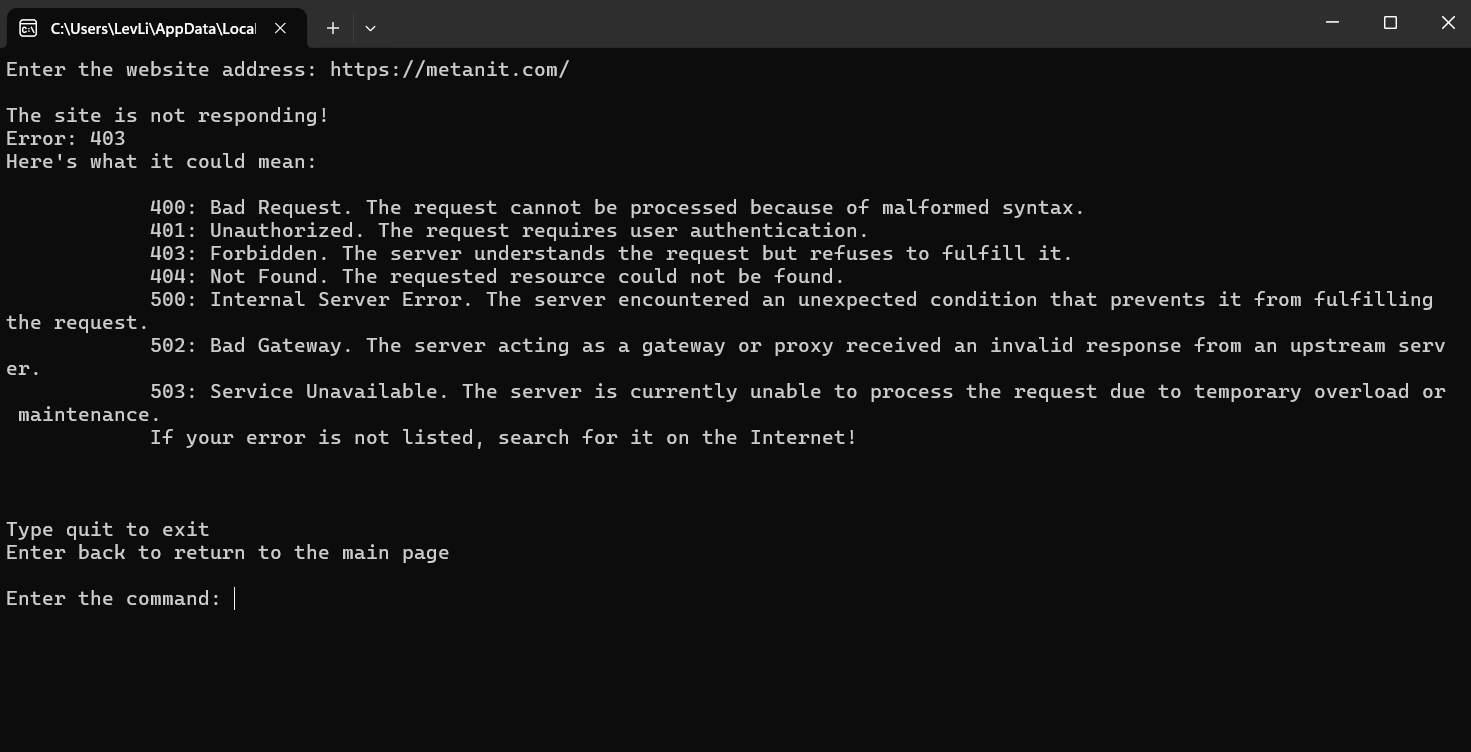 C:\Users\LevLi\AppData\Local
Enter the website address: https://metanit.com/
The site is not responding!
Error: 403
Here's what it could mean:
400: Bad Request. The request cannot be processed because of malformed syntax.
401: Unauthorized. The request requires user authentication.
403: Forbidden. The server understands the request but refuses to fulfill it.
404: Not Found. The requested resource could not be found.
500: Internal Server Error. The server encountered an unexpected condition that prevents it from fulfilling
the request.
502: Bad Gateway. The server acting as a gateway or proxy received an invalid response from an upstream serv
er.
503: Service Unavailable. The server is currently unable to process the request due to temporary overload or
maintenance.
If your error is not listed, search for it on the Internet!
Type quit to exit
Enter back to return to the main page
Enter the command: